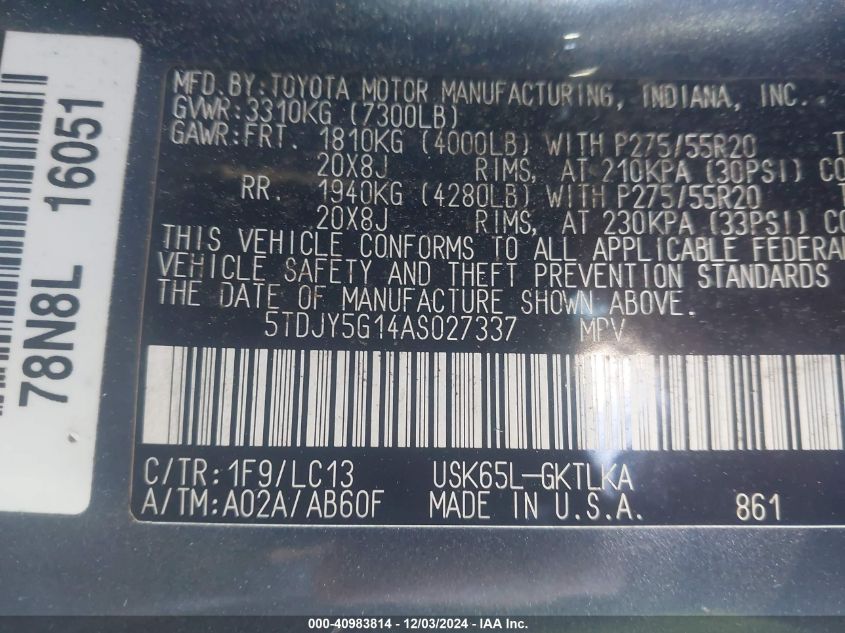 MFD. BY: TOYOTA MOTOR MANUFACTURING, INDIANA, INC.
GVWR: 3310KG (7300LB)
GAWR: FRT. 1810KG (4000LB) WITH P275/55R20
20X8J RIMS, AT 210KPA (30PSI) CO
RR. 1940KG (4280LB) WITH P275/55R20
20X8J RIMS, AT 230KPA (33PSI) CO
THIS VEHICLE CONFORMS TO ALL APPLICABLE FEDERA
VEHICLE SAFETY AND THEFT PREVENTION STANDARDS
THE DATE OF MANUFACTURE SHOWN ABOVE.
5TDJY5G14AS027337 MPV
C/TR: 1F9/LC13 USK65L-GKTLKA
A/TM: A02A/AB60F MADE IN U.S.A. 861
78N8L 16051
000-40983814 - 12/03/2024 - IAA Inc.